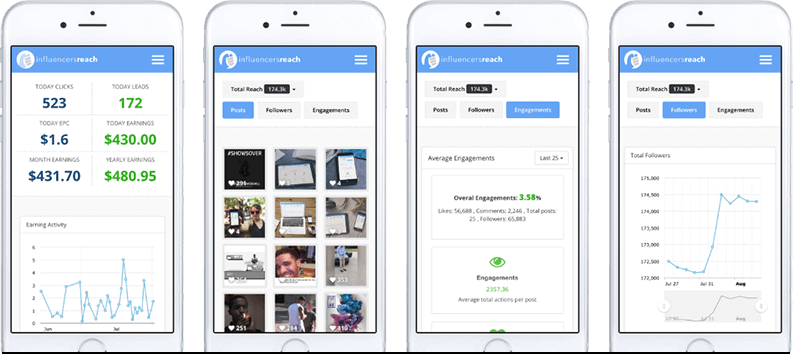 influencersreach
TODAY CLICKS TODAY LEADS
523 172
TODAY EPC TODAY EARNINGS
$1.6 $430.00
MONTH EARNINGS YEARLY EARNINGS
$431.70 $480.95
Earning Activity
6
5
4
3
2
1
0
Jun Jul
influencersreach
Total Reach 174.3k
Posts Followers Engagements
#SHOWSOVER
291
353
251 284 410
influencersreach
Total Reach 174.3k
Posts Followers Engagements
Average Engagements Last 25
Overal Engagements: 3.58%
Likes: 56,688 , Comments: 2,246 , Total posts:
25 , Followers: 65,883
Engagements
2357.36
Average total actions per post
influencersreach
Total Reach 174.3k
Posts Followers Engagements
Total Followers
175,000
174,500
174,000
173,500
173,000
172,500
172,000
Jul 27 Jul 31 Aug
Aug